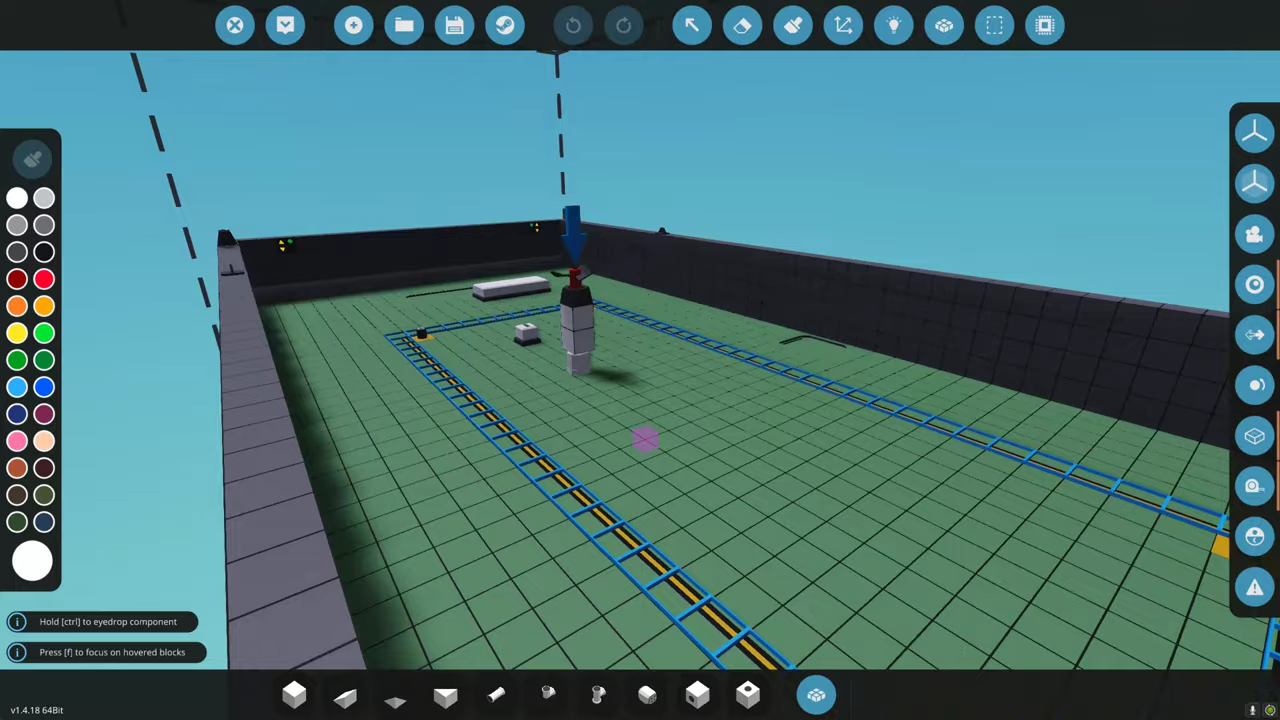 Hold [ctrl] to eyedrop component
Press [f] to focus on hovered blocks
v1.4.18 64Bit